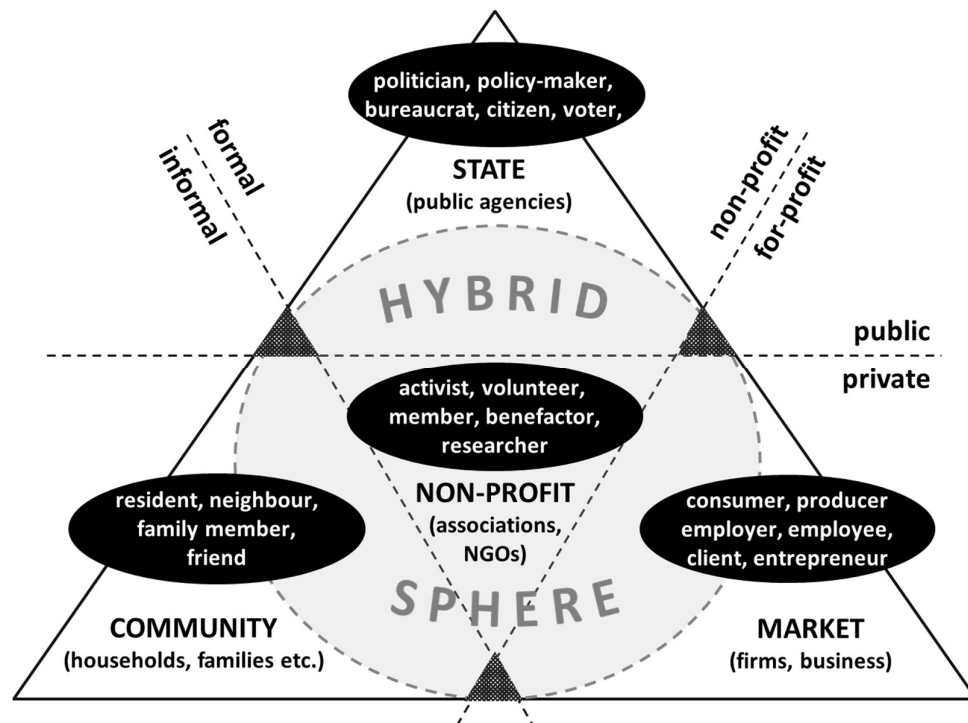 politician, policy-maker,
bureaucrat, citizen, voter,
formal
informal
non-profit
for-profit
STATE
(public agencies)
HYBRID
public
private
activist, volunteer,
member, benefactor,
researcher
NON-PROFIT
(associations,
NGOs)
resident, neighbour,
family member,
friend
consumer, producer
employer, employee,
client, entrepreneur
SPHERE
COMMUNITY
(households, families etc.)
MARKET
(firms, business)